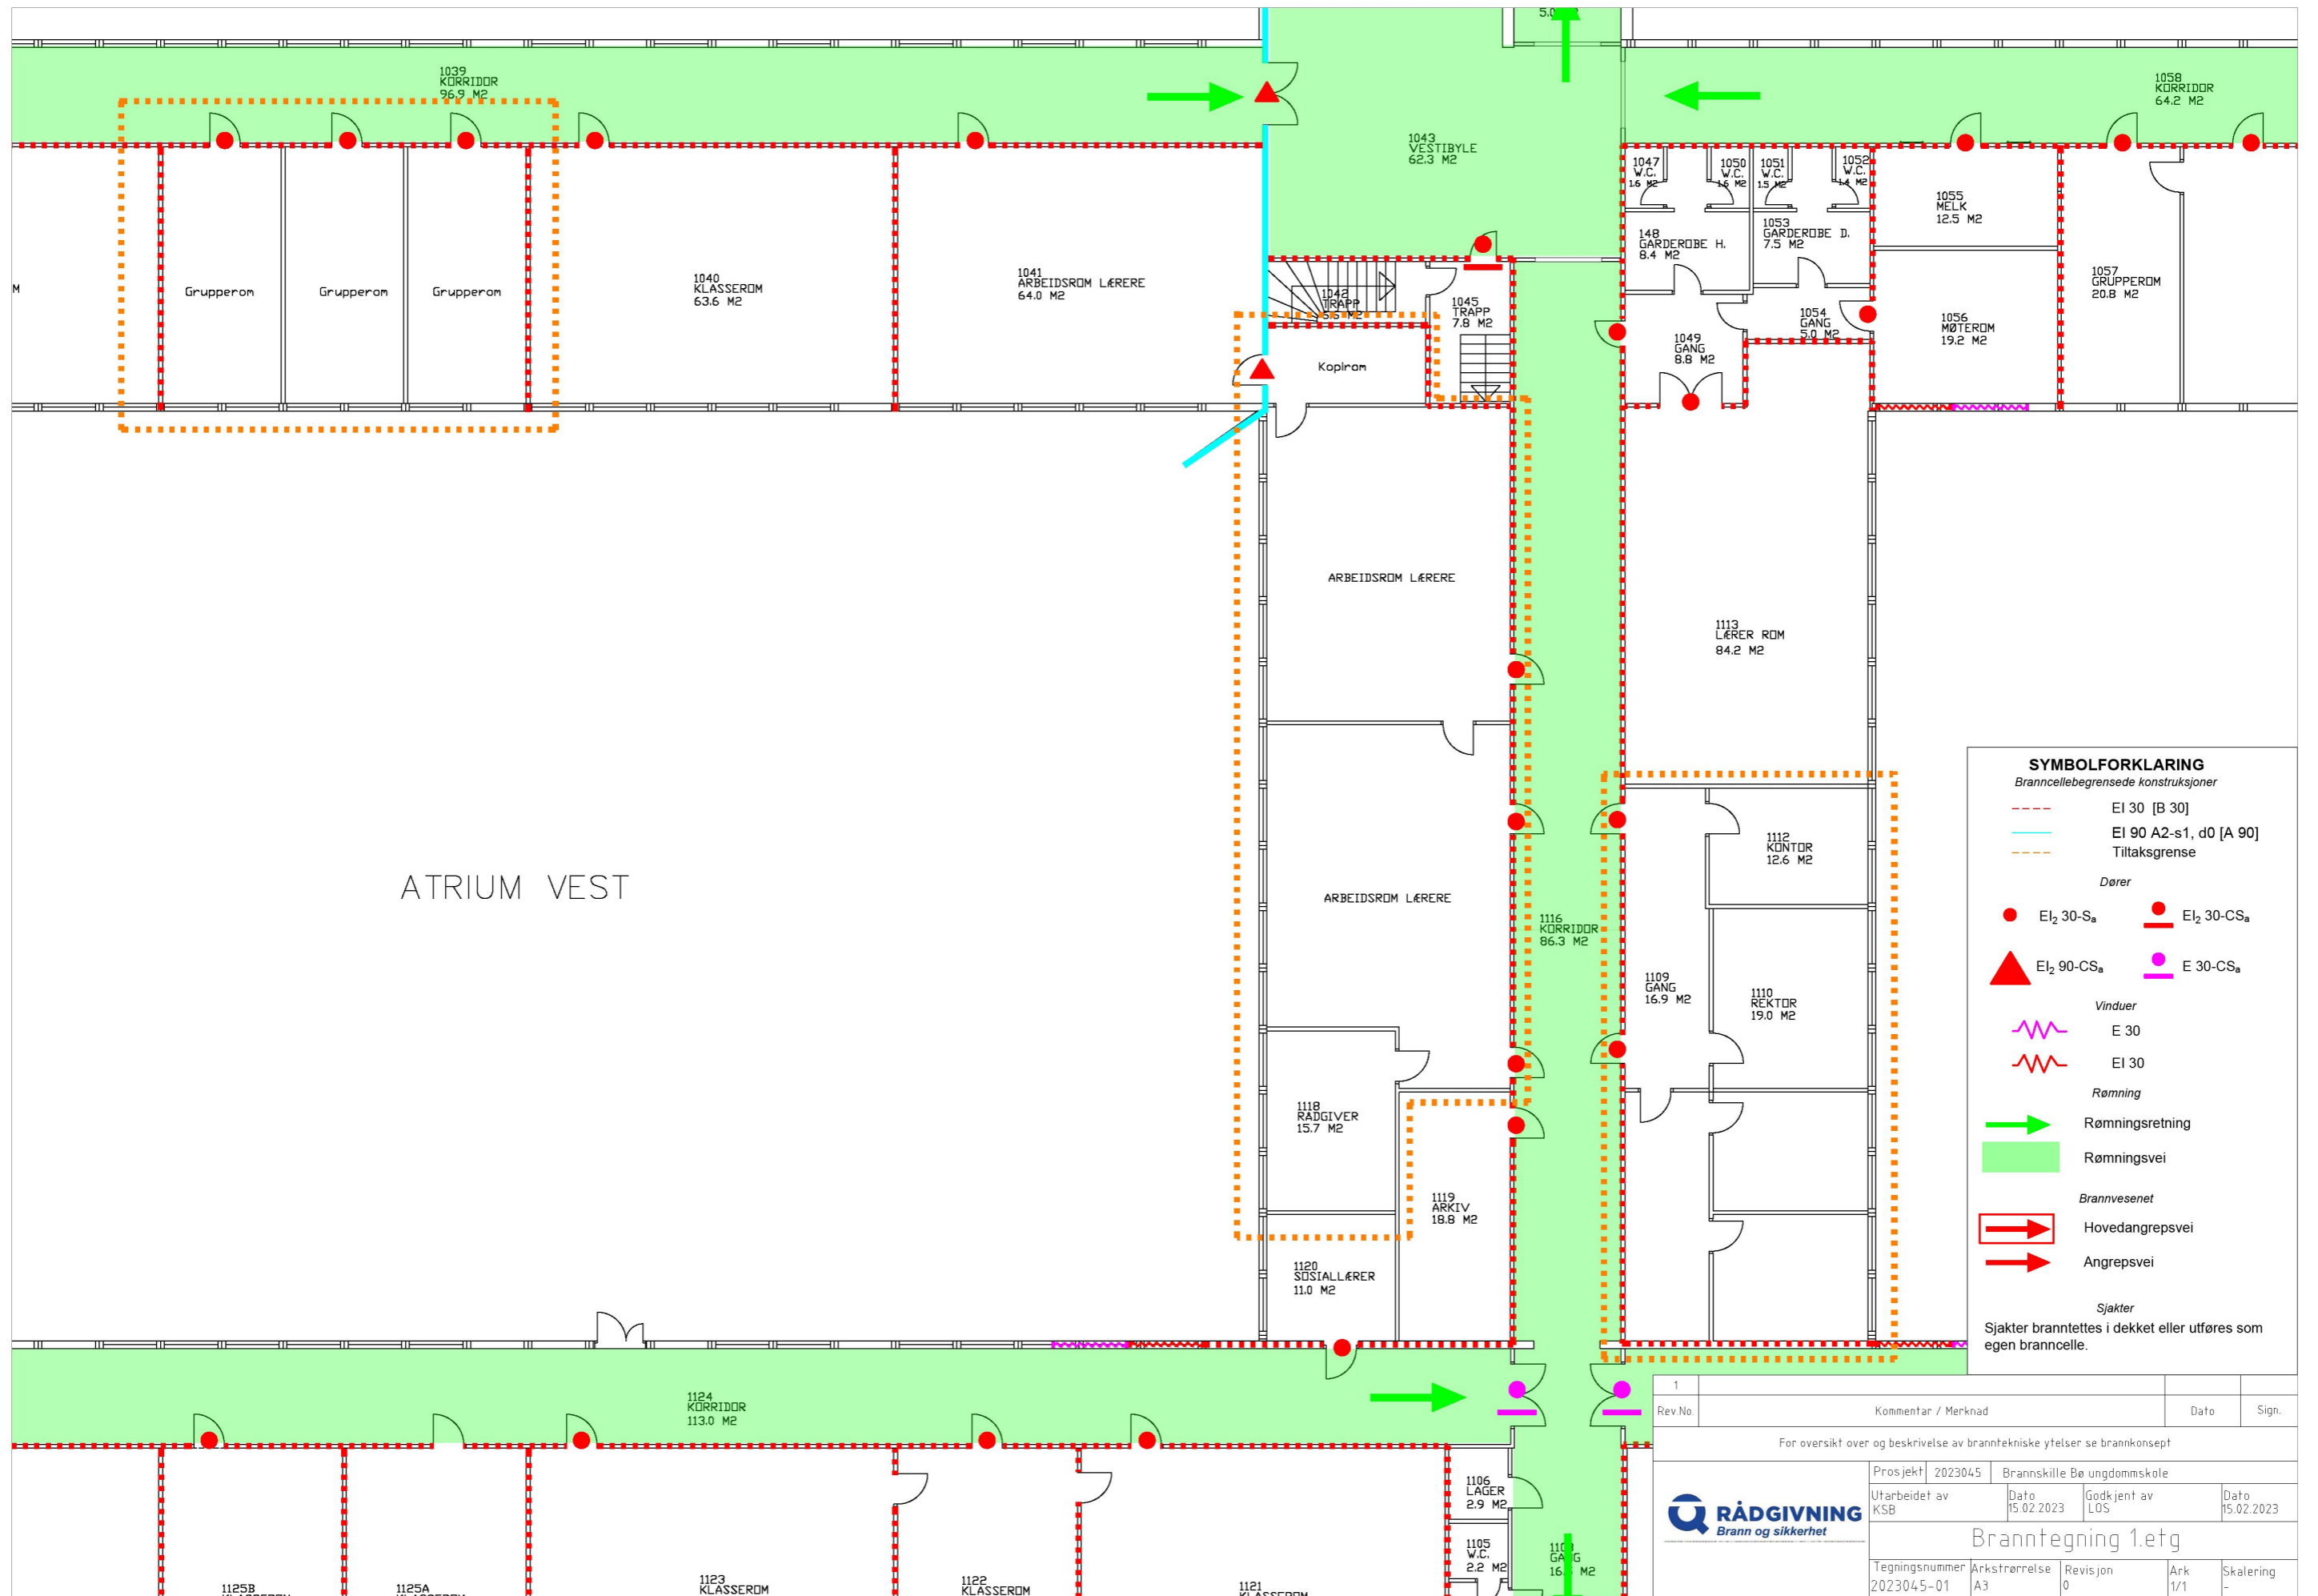 5.0
1039
KORRIDOR
96.9 M2
1058
KORRIDOR
64.2 M2
1043
VESTIBYLE
62.3 M2
1047
W.C.
1.6 M2
1050
W.C.
1.6 M2
1051
W.C.
1.5 M2
1052
W.C.
1.4 M2
1055
MELK
12.5 M2
148
GARDEROBE H.
8.4 M2
1053
GARDEROBE D.
7.5 M2
M
Grupperom
Grupperom
Grupperom
1040
KLASSEROM
63.6 M2
1041
ARBEIDSROM LÆRERE
64.0 M2
1042
TRAPP
M2
1045
TRAPP
7.8 M2
1054
GANG
5.0 M2
1056
MØTEROM
19.2 M2
1057
GRUPPEROM
20.8 M2
1049
GANG
8.8 M2
Kopirom
ARBEIDSROM LÆRERE
1113
LÆRER ROM
84.2 M2
ATRIUM VEST
ARBEIDSROM LÆRERE
1112
KONTOR
12.6 M2
1116
KORRIDOR
86.3 M2
1109
GANG
16.9 M2
1110
REKTOR
19.0 M2
1118
RÅDGIVER
15.7 M2
1119
ARKIV
18.8 M2
1120
SOSIALLÆRER
11.0 M2
1124
KORRIDOR
113.0 M2
1106
LAGER
2.9 M2
1105
W.C.
2.2 M2
GANG
M2
1125B
1125A
1123
KLASSEROM
1122
KLASSEROM
1121
KLASSEROM
SYMBOLFORKLARING
Branncellebegrensede konstruksjoner
EI 30 [B 30]
EI 90 A2-s1, d0 [A 90]
Tiltaksgrense
Dører
EI₂ 30-Sₐ
EI₂ 30-CSₐ
EI₂ 90-CSₐ
E 30-CSₐ
Vinduer
E 30
EI 30
Rømning
Rømningsretning
Rømningsvei
Brannvesenet
Hovedangrepsvei
Angrepsvei
Sjakter
Sjakter branntettes i dekket eller utføres som
egen branncelle.
1
Rev.No. Kommentar / Merknad Dato Sign.
For oversikt over og beskrivelse av branntekniske ytelser se brannkonsept
RÅDGIVNING
Brann og sikkerhet
Prosjekt 2023045 Brannskille Bø ungdommskole
Utarbeidet av Dato Godkjent av Dato
KSB 15.02.2023 LOS 15.02.2023
Branntegning 1.etg
Tegningsnummer Arkstrørrelse Revisjon Ark Skalering
2023045-01 A3 0 1/1 -